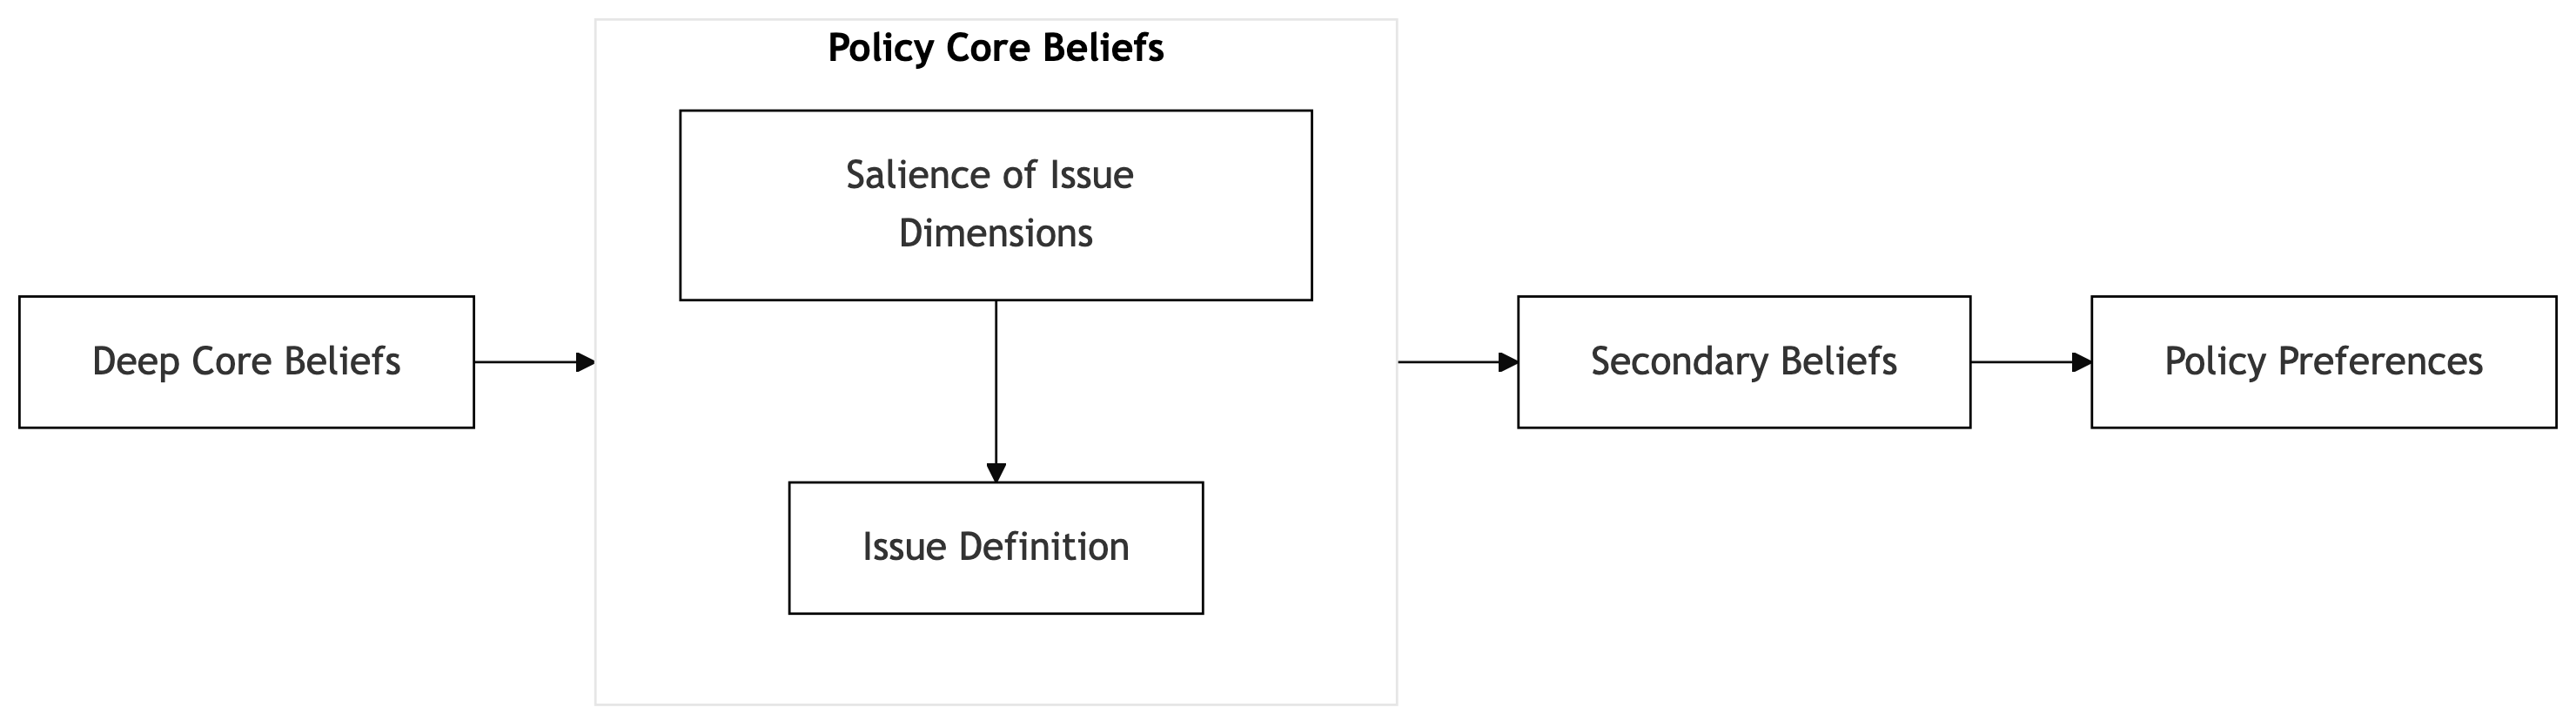 Policy Core Beliefs
Salience of Issue
Dimensions
Deep Core Beliefs
Issue Definition
Secondary Beliefs
Policy Preferences